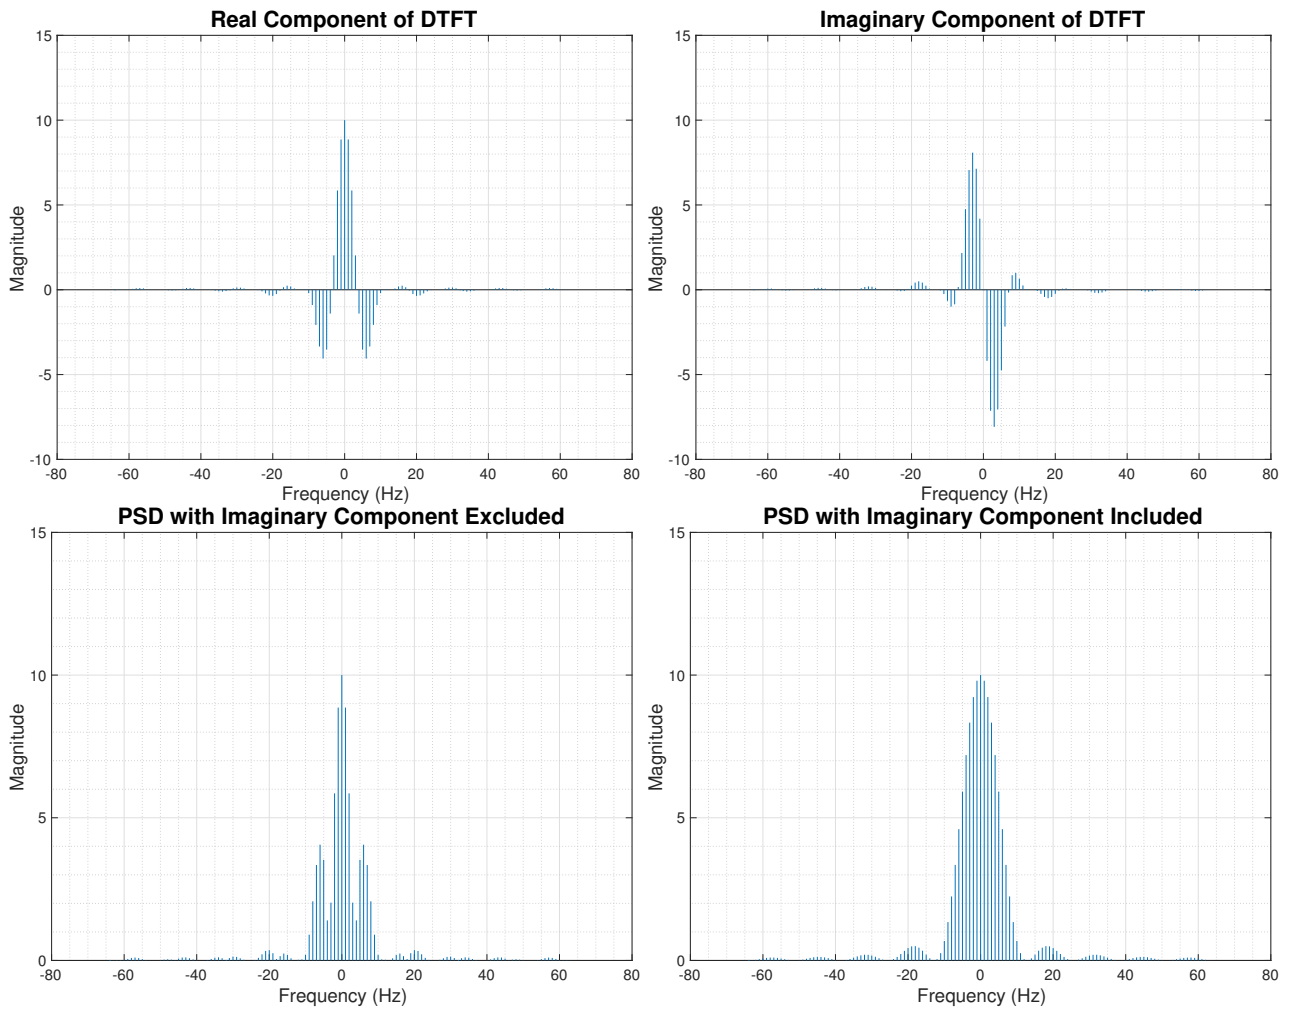 Real Component of DTFT
15
10
5
0
-5
-10
-80 -60 -40 -20 0 20 40 60 80
Magnitude
Frequency (Hz)
Imaginary Component of DTFT
15
10
5
0
-5
-10
-80 -60 -40 -20 0 20 40 60 80
Magnitude
Frequency (Hz)
PSD with Imaginary Component Excluded
15
10
5
0
-80 -60 -40 -20 0 20 40 60 80
Magnitude
Frequency (Hz)
PSD with Imaginary Component Included
15
10
5
0
-80 -60 -40 -20 0 20 40 60 80
Magnitude
Frequency (Hz)